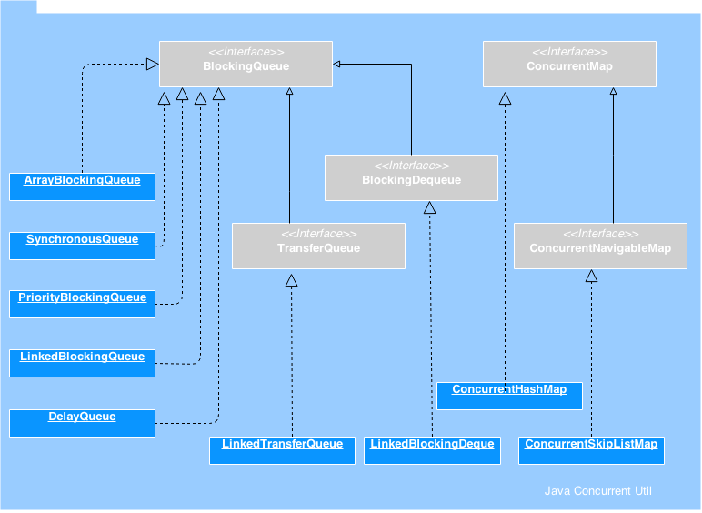 <<Interface>>
BlockingQueue
<<Interface>>
ConcurrentMap
<<Interface>>
BlockingDequeue
ArrayBlockingQueue
<<Interface>>
TransferQueue
<<Interface>>
ConcurrentNavigableMap
SynchronousQueue
PriorityBlockingQueue
LinkedBlockingQueue
ConcurrentHashMap
DelayQueue
LinkedTransferQueue
LinkedBlockingDeque
ConcurrentSkipListMap
Java Concurrent Util